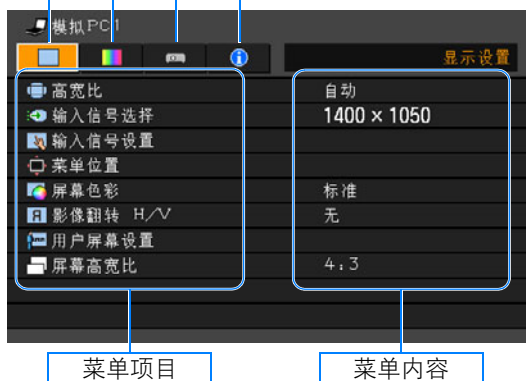 模拟PC1
显示设置
高宽比 自动
输入信号选择 1400 × 1050
输入信号设置
菜单位置
屏幕色彩 标准
影像翻转 H/V 无
用户屏幕设置
屏幕高宽比 4:3
菜单项目 菜单内容